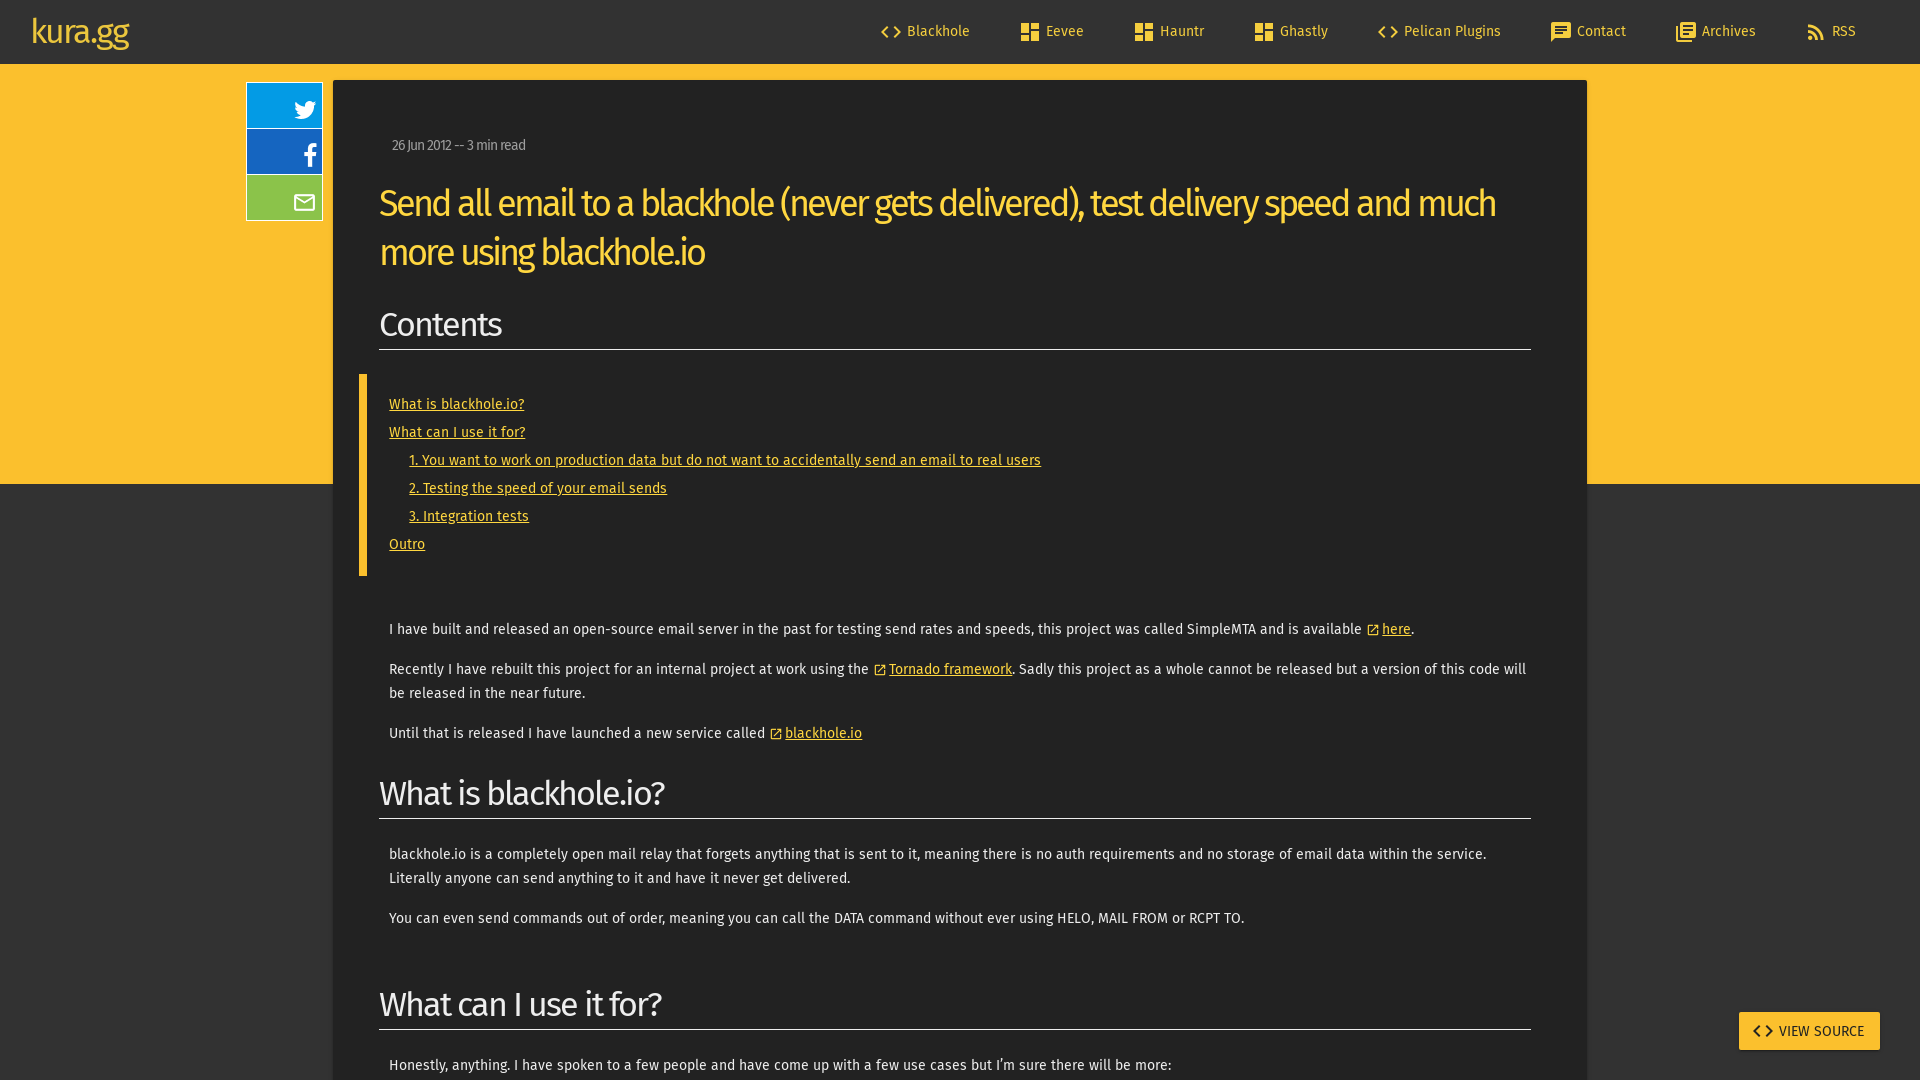 kura.gg
Blackhole
Eevee
Hauntr
Ghastly
Pelican Plugins
Contact
Archives
RSS
26 Jun 2012 -- 3 min read
Send all email to a blackhole (never gets delivered), test delivery speed and much
more using blackhole.io
Contents
What is blackhole.io?
What can I use it for?
1. You want to work on production data but do not want to accidentally send an email to real users
2. Testing the speed of your email sends
3. Integration tests
Outro
I have built and released an open-source email server in the past for testing send rates and speeds, this project was called SimpleMTA and is available here.
Recently I have rebuilt this project for an internal project at work using the Tornado framework. Sadly this project as a whole cannot be released but a version of this code will
be released in the near future.
Until that is released I have launched a new service called blackhole.io
What is blackhole.io?
blackhole.io is a completely open mail relay that forgets anything that is sent to it, meaning there is no auth requirements and no storage of email data within the service.
Literally anyone can send anything to it and have it never get delivered.
You can even send commands out of order, meaning you can call the DATA command without ever using HELO, MAIL FROM or RCPT TO.
What can I use it for?
VIEW SOURCE
Honestly, anything. I have spoken to a few people and have come up with a few use cases but I’m sure there will be more: